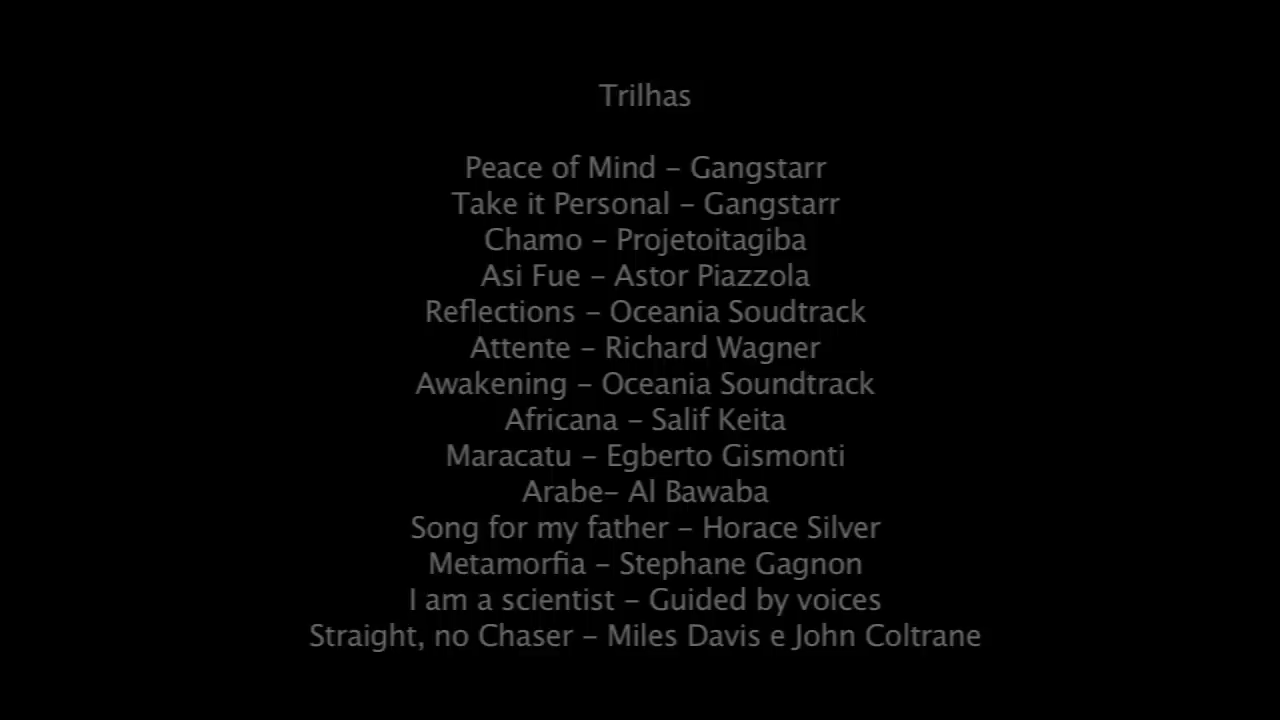 Trilhas
Peace of Mind – Gangstarr
Take it Personal – Gangstarr
Chamo – Projetoitagiba
Asi Fue – Astor Piazzola
Reflections – Oceania Soudtrack
Attente – Richard Wagner
Awakening – Oceania Soundtrack
Africana – Salif Keita
Maracatu – Egberto Gismonti
Arabe– Al Bawaba
Song for my father – Horace Silver
Metamorfia – Stephane Gagnon
I am a scientist – Guided by voices
Straight, no Chaser – Miles Davis e John Coltrane